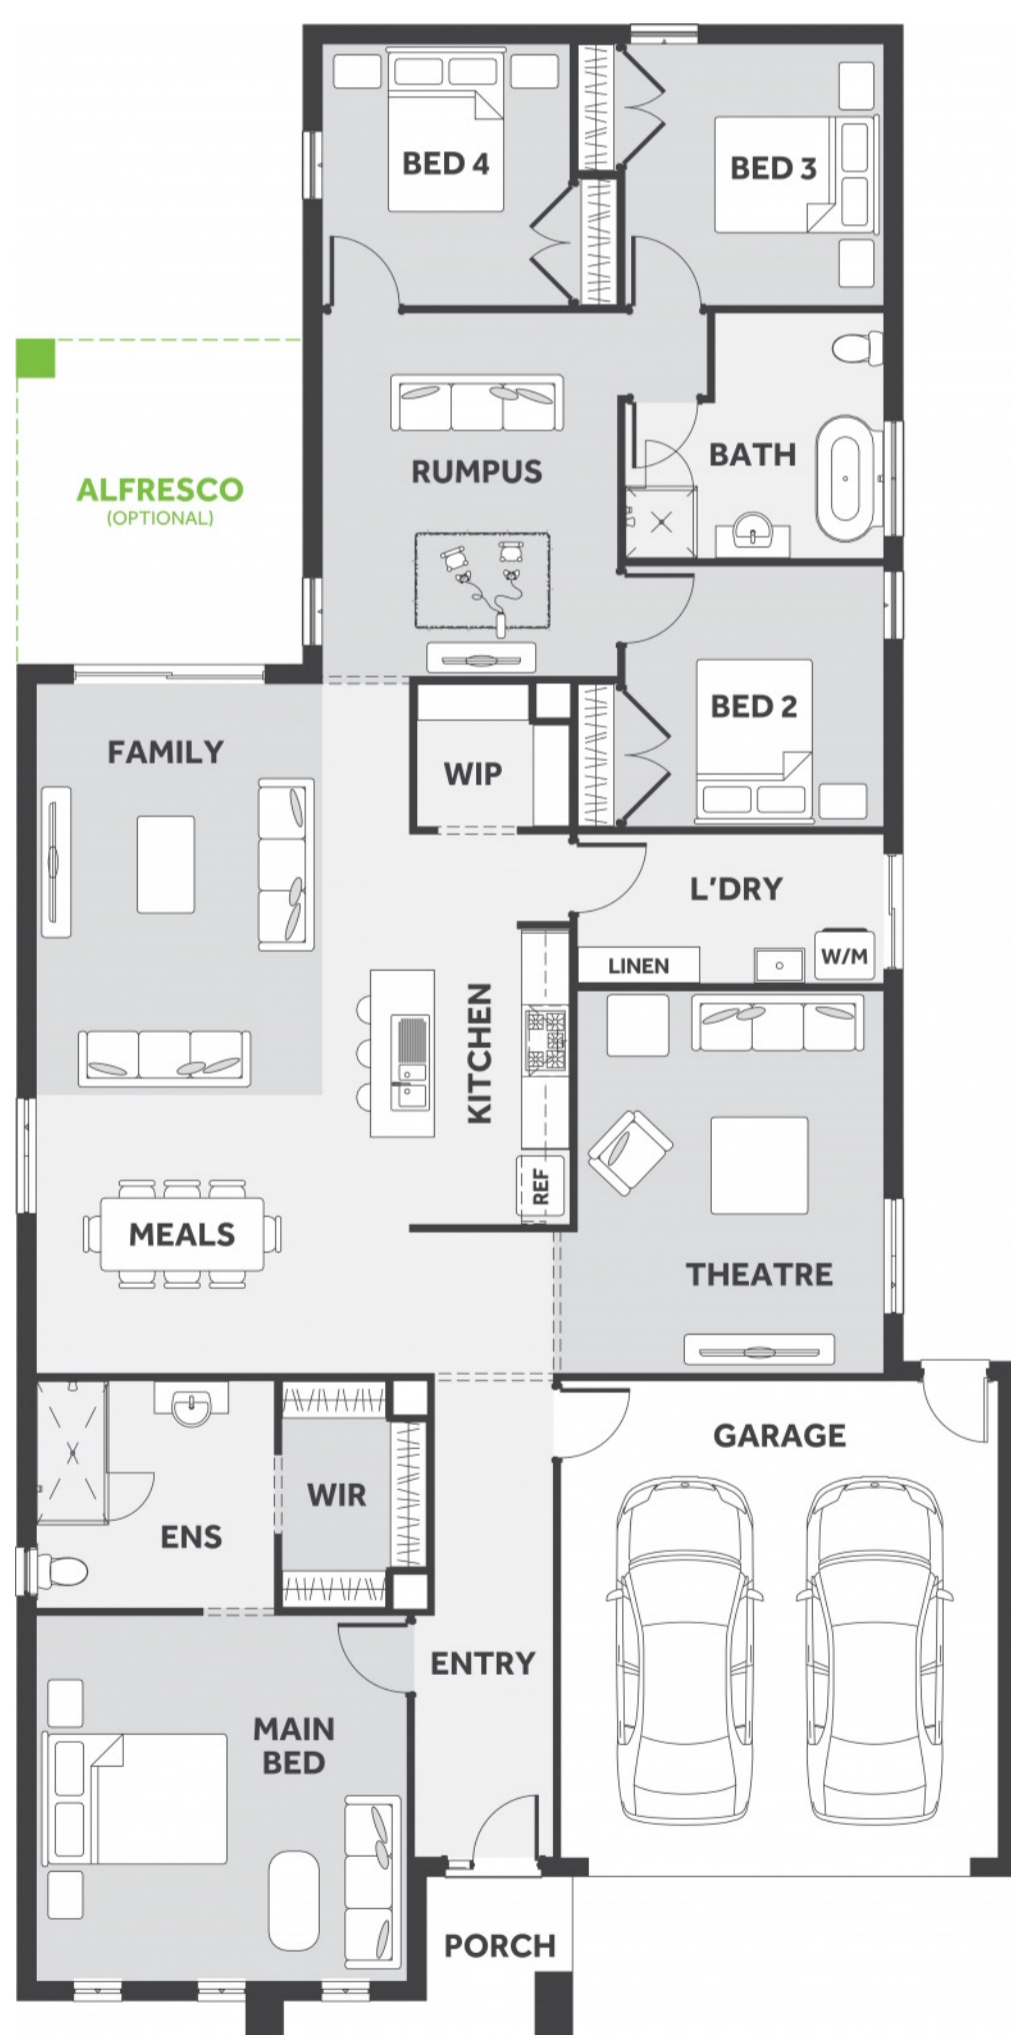 BED 4
BED 3
ALFRESCO
(OPTIONAL)
RUMPUS
BATH
FAMILY
WIP
BED 2
L'DRY
LINEN
W/M
KITCHEN
REF
MEALS
THEATRE
GARAGE
WIR
ENS
ENTRY
MAIN
BED
PORCH